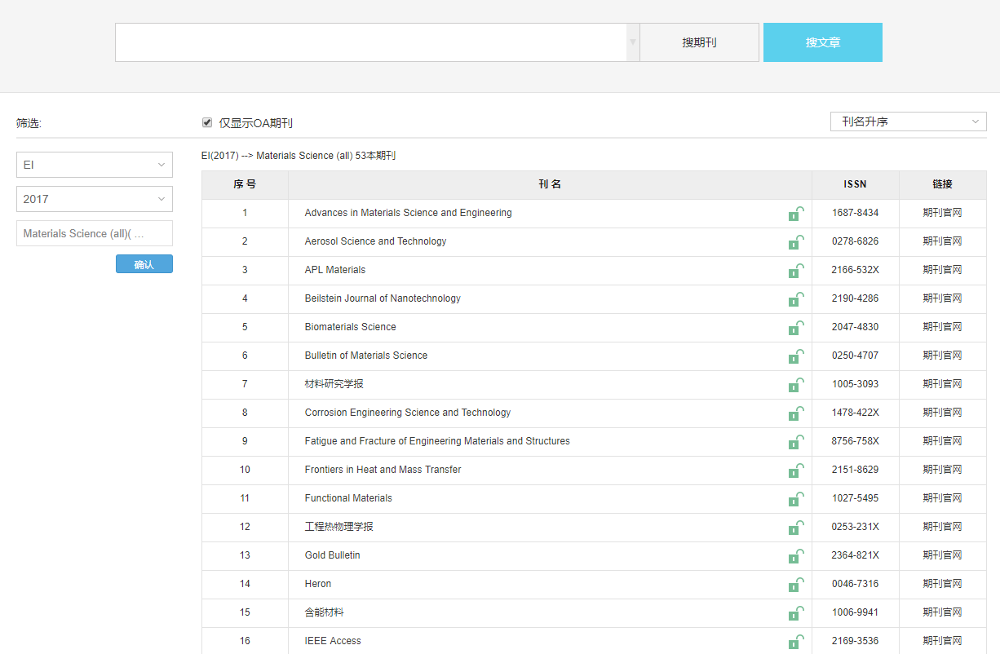 搜期刊
搜文章
筛选:
仅显示OA期刊
刊名升序
EI
2017
Materials Science (all)( ...
确认
EI(2017) --> Materials Science (all) 53本期刊
序 号 刊 名 ISSN 链接
1 Advances in Materials Science and Engineering 1687-8434 期刊官网
2 Aerosol Science and Technology 0278-6826 期刊官网
3 APL Materials 2166-532X 期刊官网
4 Beilstein Journal of Nanotechnology 2190-4286 期刊官网
5 Biomaterials Science 2047-4830 期刊官网
6 Bulletin of Materials Science 0250-4707 期刊官网
7 材料研究学报 1005-3093 期刊官网
8 Corrosion Engineering Science and Technology 1478-422X 期刊官网
9 Fatigue and Fracture of Engineering Materials and Structures 8756-758X 期刊官网
10 Frontiers in Heat and Mass Transfer 2151-8629 期刊官网
11 Functional Materials 1027-5495 期刊官网
12 工程热物理学报 0253-231X 期刊官网
13 Gold Bulletin 2364-821X 期刊官网
14 Heron 0046-7316 期刊官网
15 含能材料 1006-9941 期刊官网
16 IEEE Access 2169-3536 期刊官网